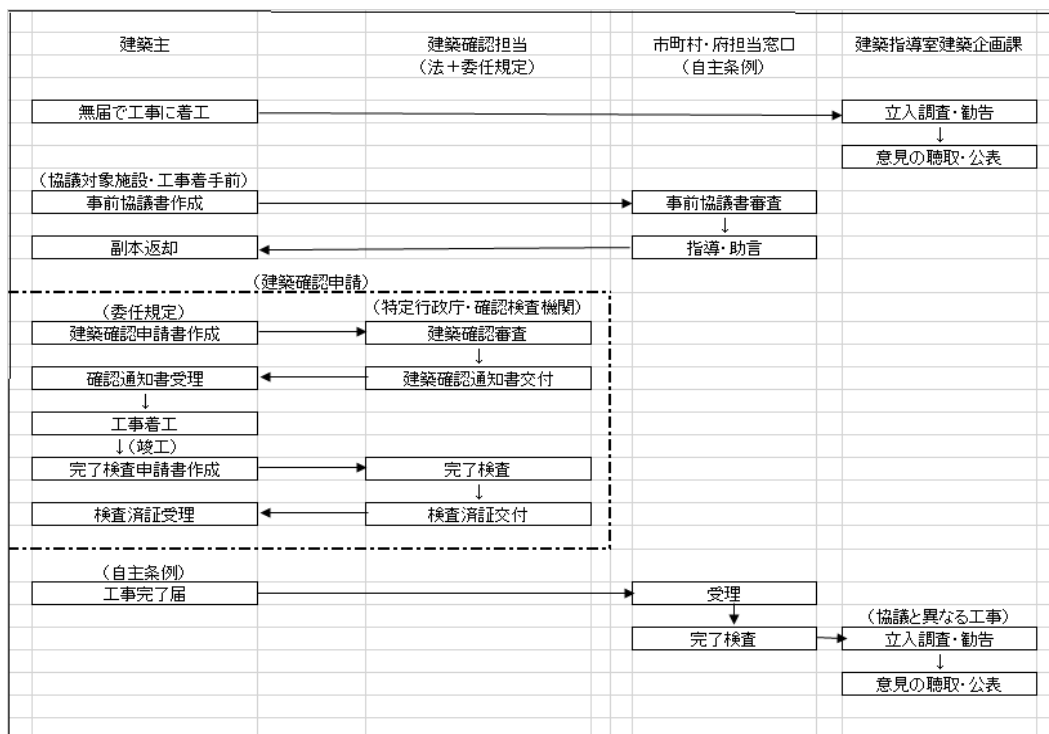 建築主
建築確認担当
市町村・府担当窓口
建築指導室建築企画課
(法＋委任規定)
(自主条例)
無届で工事に着工
立入調査・勧告
↓
意見の聴取・公表
(協議対象施設・工事着手前)
事前協議書作成
事前協議書審査
↓
副本返却
指導・助言
(建築確認申請)
(委任規定)
(特定行政庁・確認検査機関)
建築確認申請書作成
建築確認審査
↓
確認通知書受理
建築確認通知書交付
↓
工事着工
↓(竣工)
完了検査申請書作成
完了検査
↓
検査済証受理
検査済証交付
(自主条例)
工事完了届
受理
(協議と異なる工事)
完了検査
立入調査・勧告
↓
意見の聴取・公表